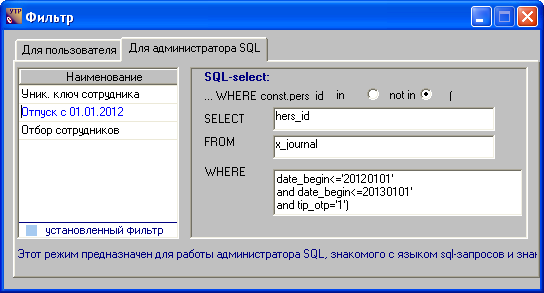 Фильтр
Для пользователя Для администратора SQL
Наименование
Уник. ключ сотрудника
Отпуск с 01.01.2012
Отбор сотрудников
установленный фильтр
SQL-select:
... WHERE const.pers_id in not in (
SELECT hers_id
FROM x_journal
WHERE date_begin<='20120101'
and date_begin<=20130101'
and tip_otp='1')
Этот режим предназначен для работы администратора SQL, знакомого с языком sql-запросов и